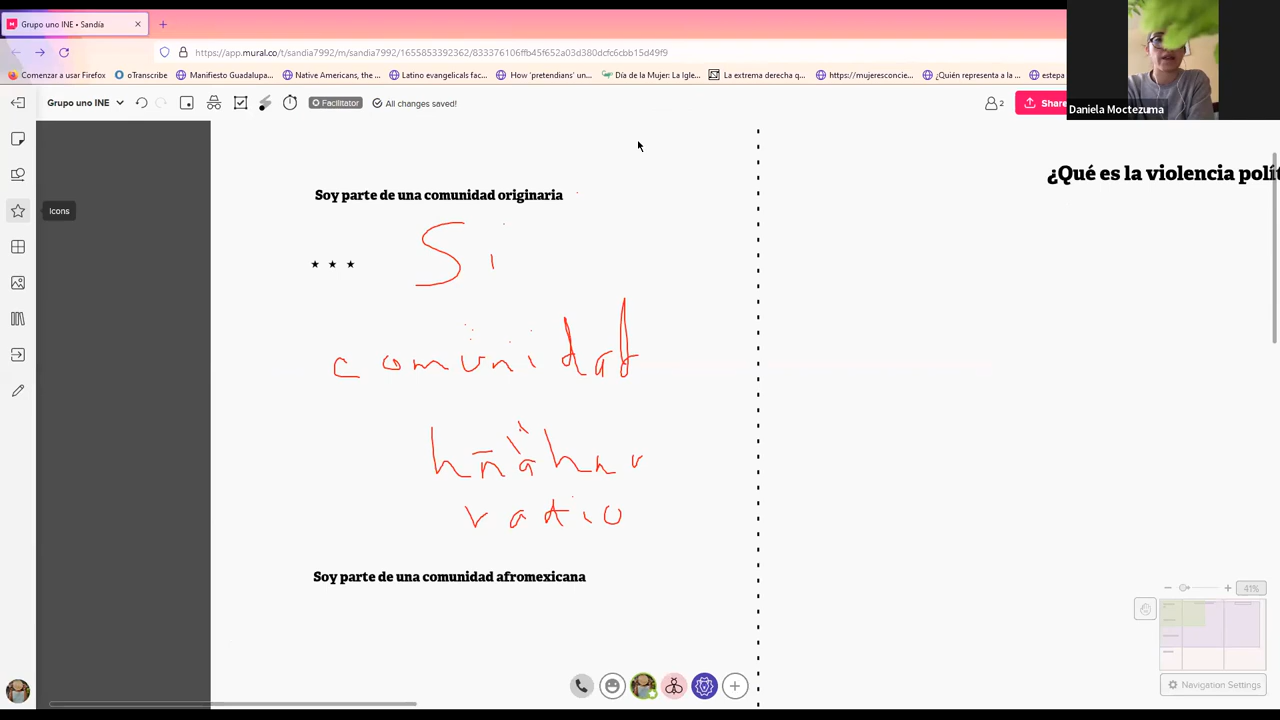 Grupo uno INE • Sandía
https://app.mural.co/t/sandia7992/m/sandia7992/1655853392362/833376106ffb45f652a03d380dcfc6cbb15d49f9
Comenzar a usar Firefox oTranscribe Manifiesto Guadalupa... Native Americans, the ... Latino evangelicals fac... How 'pretendians' un... Día de la Mujer: La Igle... La extrema derecha q... https://mujeresconcie... ¿Quién representa a la ... estepa
Daniela Moctezuma
Grupo uno INE Facilitator All changes saved! 2 Share
¿Qué es la violencia polít
Soy parte de una comunidad originaria
Icons
Si
comunidad
hñahñu
Soy parte de una comunidad afromexicana
41%
Navigation Settings